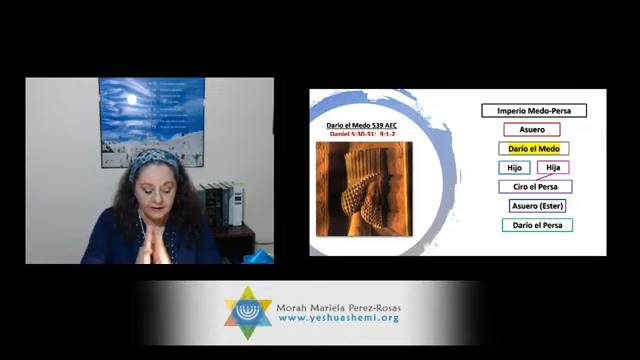 Darío el Medo 539 AEC
Daniel 5:30-31; 9:1-2
Imperio Medo-Persa
Asuero
Darío el Medo
Hijo
Hija
Ciro el Persa
Asuero (Ester)
Darío el Persa
Morah Mariela Perez-Rosas
www.yeshuashemi.org